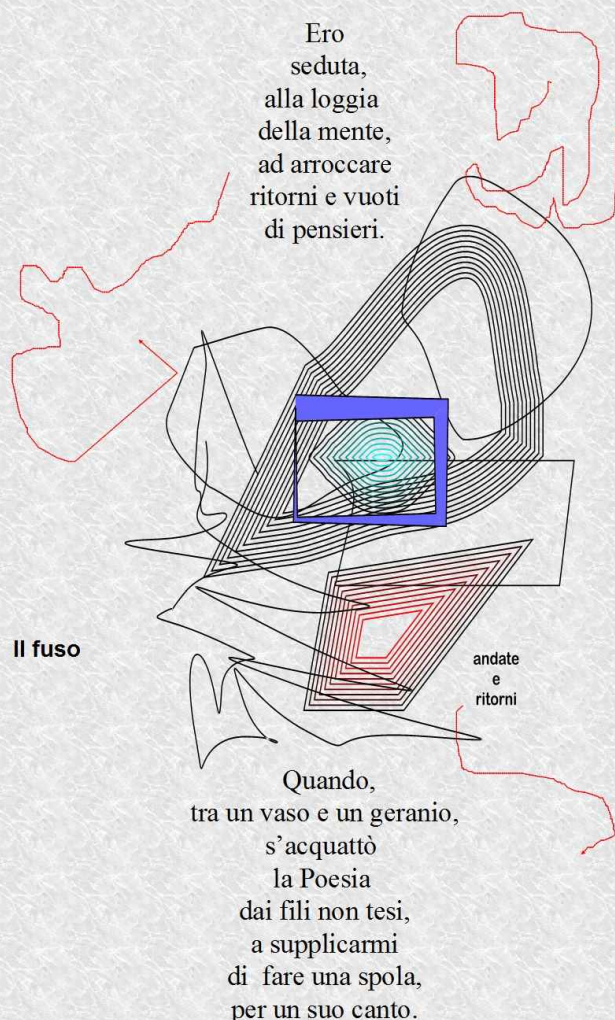 Ero
seduta,
alla loggia
della mente,
ad arroccare
ritorni e vuoti
di pensieri.
Il fuso
andate
e
ritorni
Quando,
tra un vaso e un geranio,
s’acquattò
la Poesia
dai fili non tesi,
a supplicarmi
di  fare una spola,
per un suo canto.